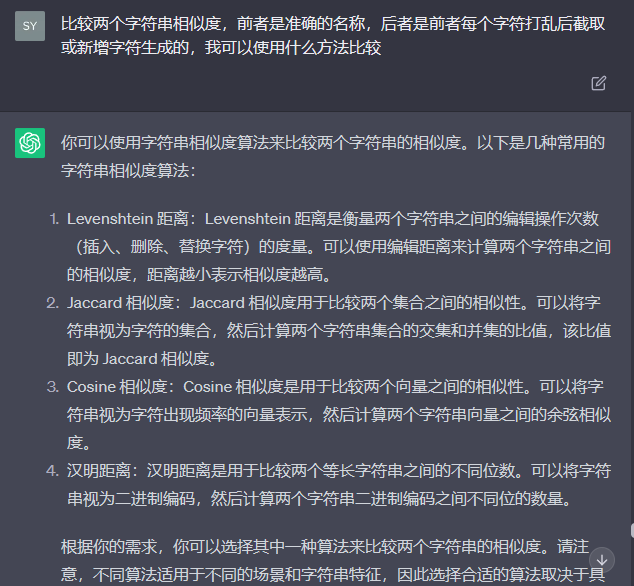 SY
比较两个字符串相似度，前者是准确的名称，后者是前者每个字符打乱后截取
或新增字符生成的，我可以使用什么方法比较
你可以使用字符串相似度算法来比较两个字符串的相似度。以下是几种常用的
字符串相似度算法：
1. Levenshtein 距离：Levenshtein 距离是衡量两个字符串之间的编辑操作次数
（插入、删除、替换字符）的度量。可以使用编辑距离来计算两个字符串之间
的相似度，距离越小表示相似度越高。
2. Jaccard 相似度：Jaccard 相似度用于比较两个集合之间的相似性。可以将字
符串视为字符的集合，然后计算两个字符串集合的交集和并集的比值，该比值
即为 Jaccard 相似度。
3. Cosine 相似度：Cosine 相似度是用于比较两个向量之间的相似性。可以将字
符串视为字符出现频率的向量表示，然后计算两个字符串向量之间的余弦相似
度。
4. 汉明距离：汉明距离是用于比较两个等长字符串之间的不同位数。可以将字符
串视为二进制编码，然后计算两个字符串二进制编码之间不同位的数量。
根据你的需求，你可以选择其中一种算法来比较两个字符串的相似度。请注
意，不同算法适用于不同的场景和字符串特征，因此选择合适的算法取决于具